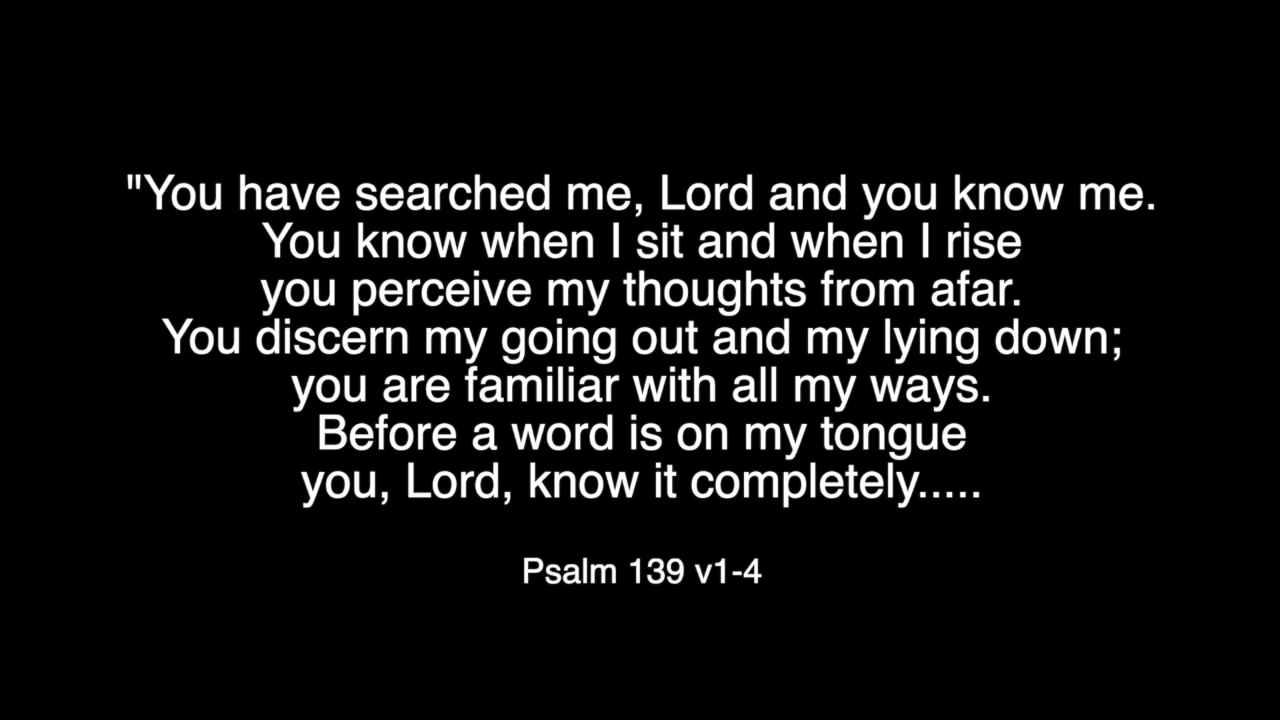 "You have searched me, Lord and you know me.
You know when I sit and when I rise
you perceive my thoughts from afar.
You discern my going out and my lying down;
you are familiar with all my ways.
Before a word is on my tongue
you, Lord, know it completely.....
Psalm 139 v1-4